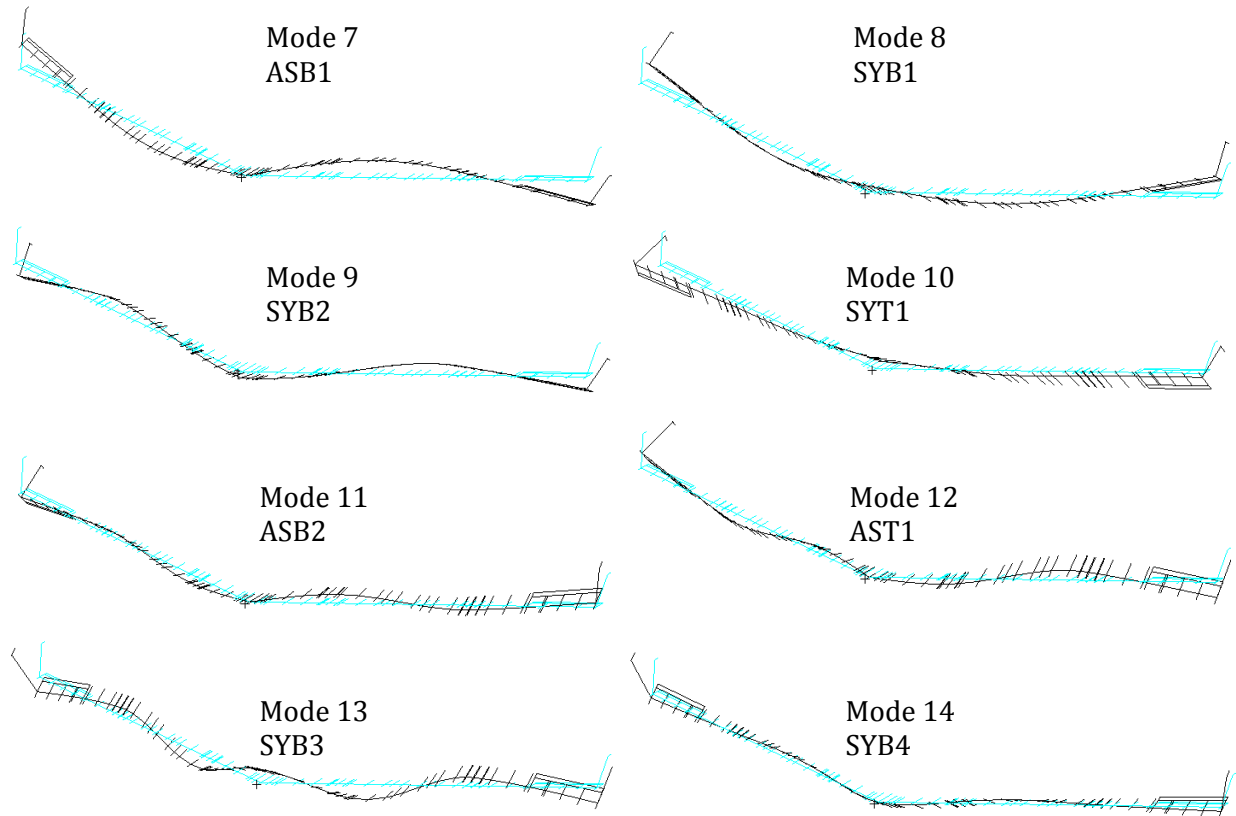 Mode 7
ASB1
Mode 8
SYB1
Mode 9
SYB2
Mode 10
SYT1
Mode 11
ASB2
Mode 12
AST1
Mode 13
SYB3
Mode 14
SYB4